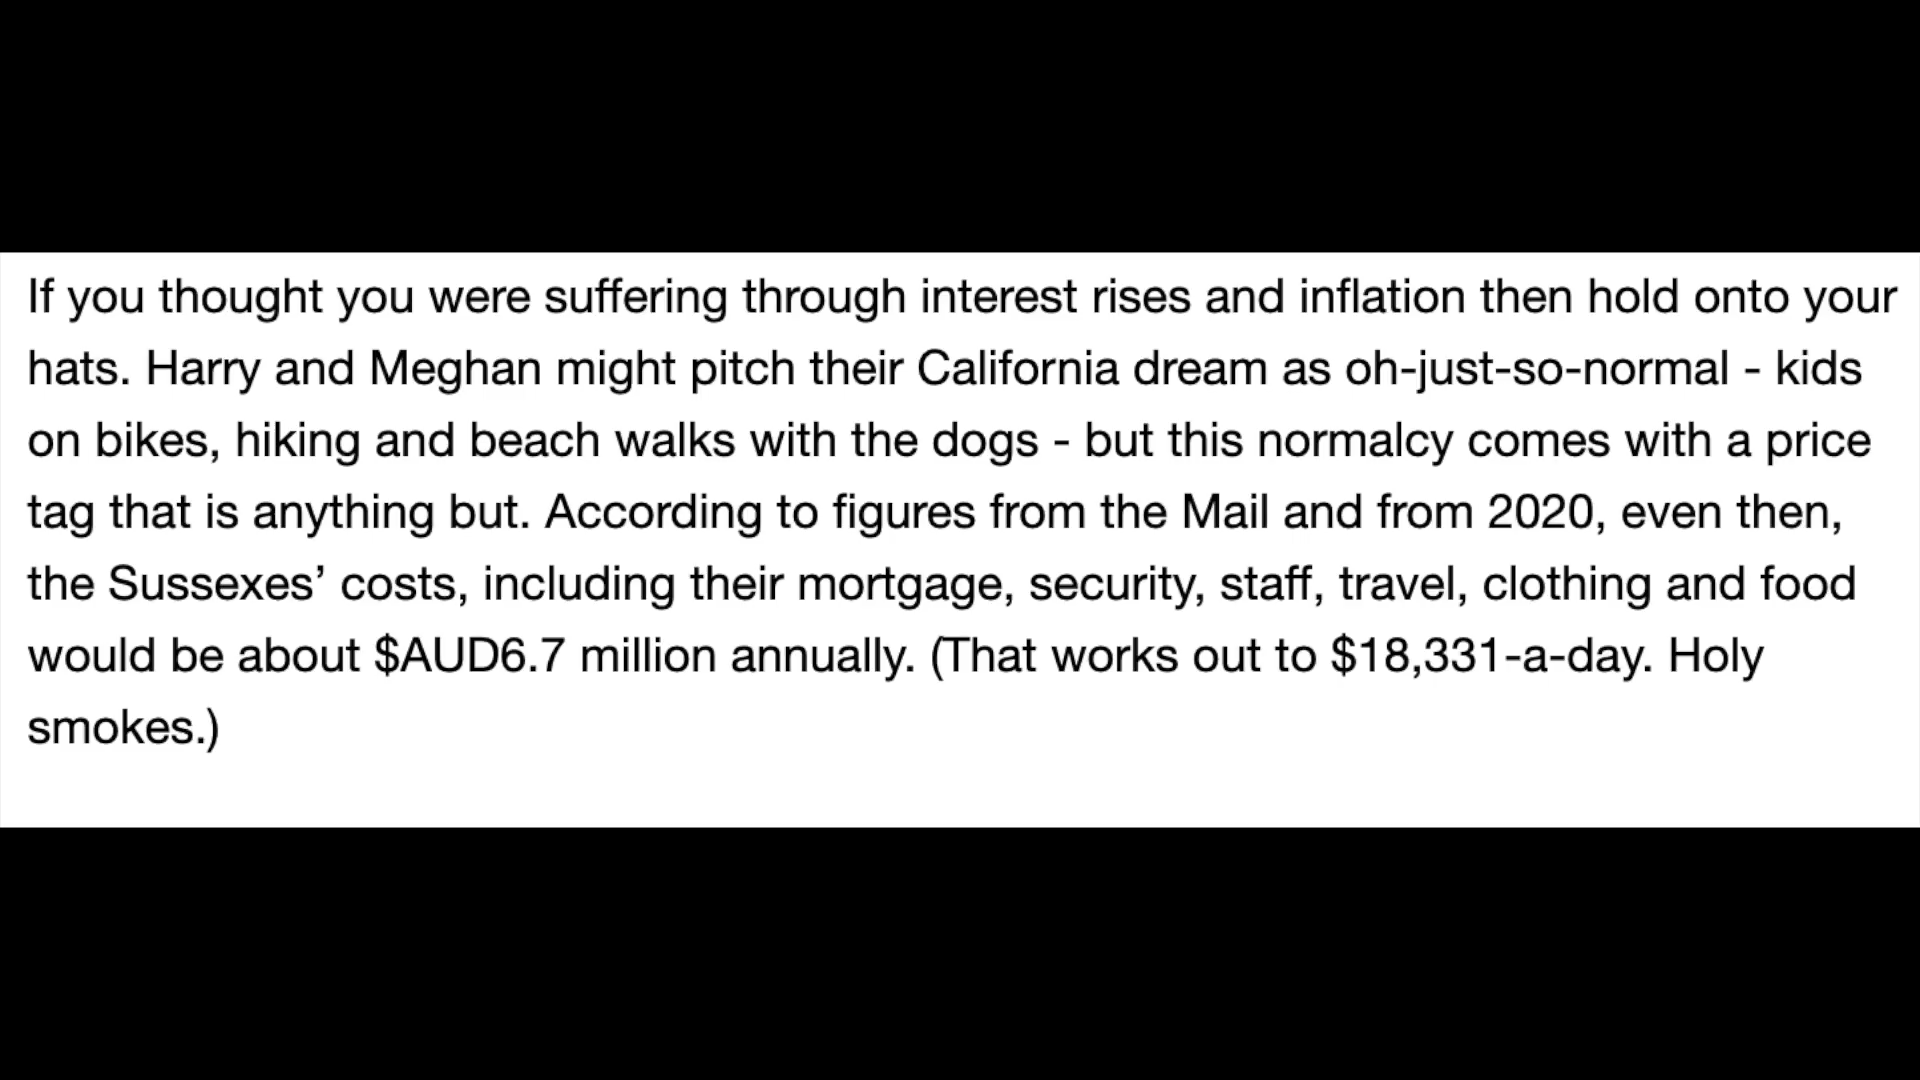 If you thought you were suffering through interest rises and inflation then hold onto your
hats. Harry and Meghan might pitch their California dream as oh-just-so-normal - kids
on bikes, hiking and beach walks with the dogs - but this normalcy comes with a price
tag that is anything but. According to figures from the Mail and from 2020, even then,
the Sussexes’ costs, including their mortgage, security, staff, travel, clothing and food
would be about $AUD6.7 million annually. (That works out to $18,331-a-day. Holy
smokes.)